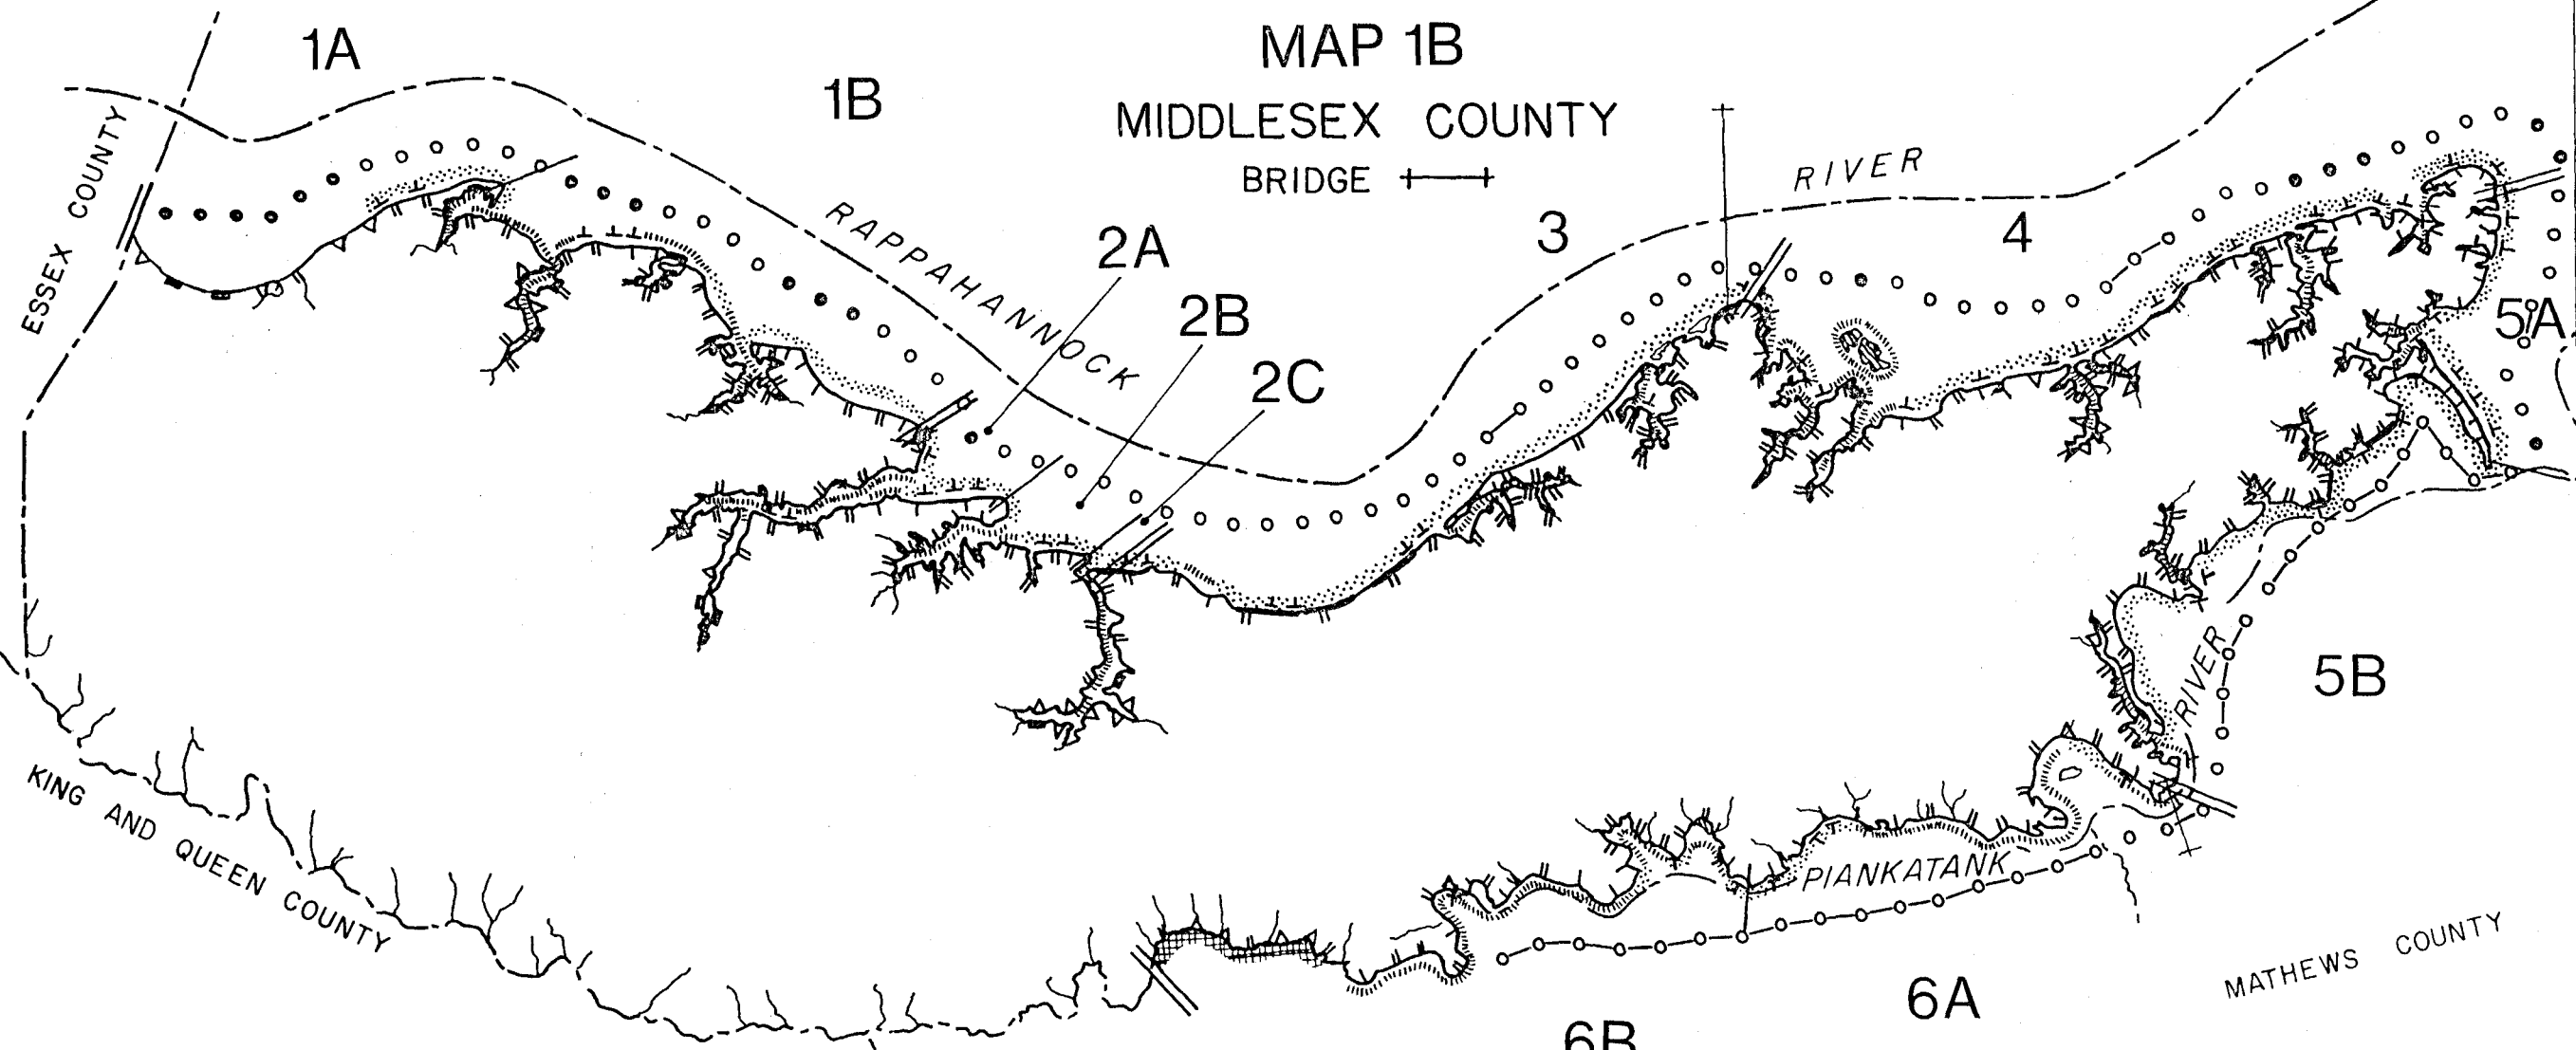 MAP 1B
MIDDLESEX COUNTY
BRIDGE
1A
1B
ESSEX COUNTY
RAPPAHANNOCK
RIVER
2A
2B
2C
3
4
5A
5B
RIVER
PIANKATANK
KING AND QUEEN COUNTY
MATHEWS COUNTY
6A
6B